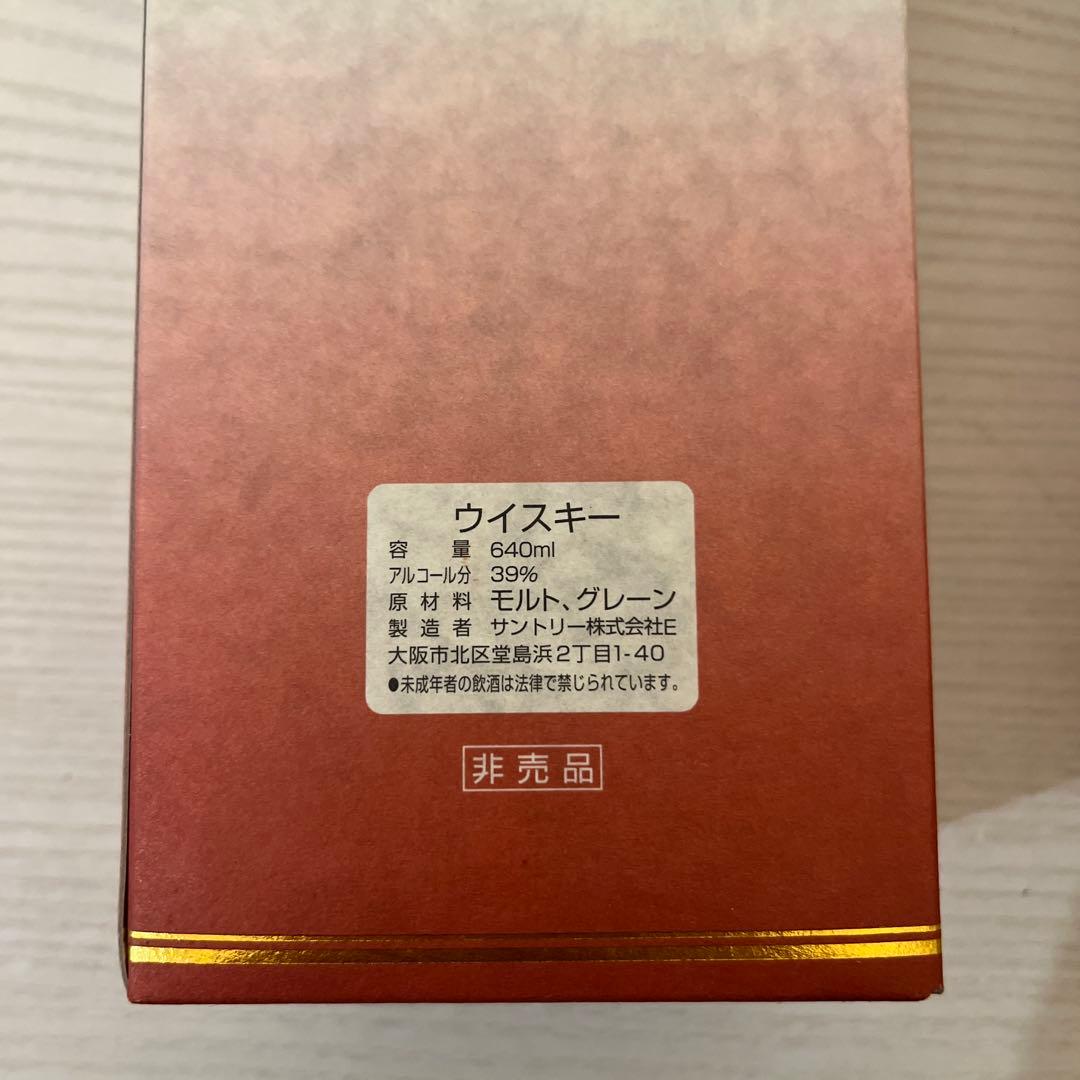 ウイスキー
容量 640ml
アルコール分 39%
原材料 モルト、グレーン
製造者 サントリー株式会社E
大阪市北区堂島浜2丁目1-40
●未成年者の飲酒は法律で禁じられています。
非売品